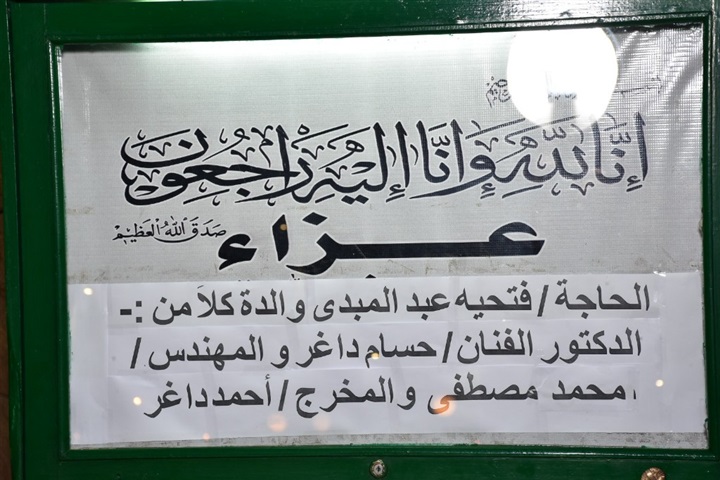 إنا لله وإنا إليه راجعون
صدق الله العظيم
عزاء
الحاجة / فتحيه عبد المبدى والدة كلا من :-
الدكتور الفنان / حسام داغر و المهندس /
محمد مصطفى و المخرج / أحمد داغر